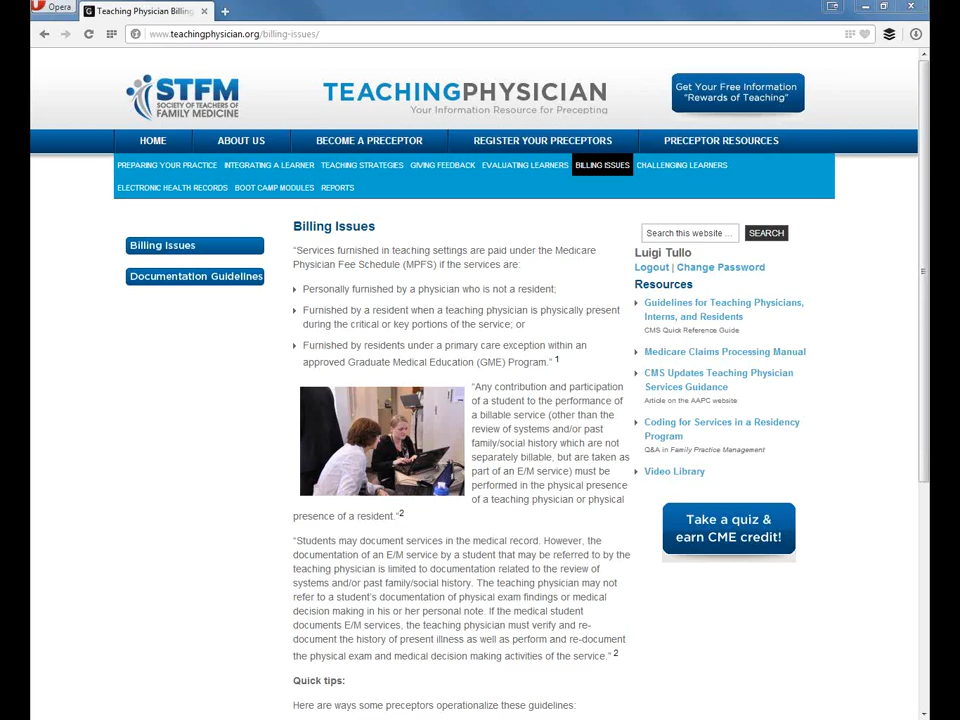 Opera
Teaching Physician Billing
www.teachingphysician.org/billing-issues/
STFM
SOCIETY OF TEACHERS OF
FAMILY MEDICINE
TEACHINGPHYSICIAN
Your Information Resource for Precepting
Get Your Free Information
"Rewards of Teaching"
HOME ABOUT US BECOME A PRECEPTOR REGISTER YOUR PRECEPTORS PRECEPTOR RESOURCES
PREPARING YOUR PRACTICE INTEGRATING A LEARNER TEACHING STRATEGIES GIVING FEEDBACK EVALUATING LEARNERS BILLING ISSUES CHALLENGING LEARNERS
ELECTRONIC HEALTH RECORDS BOOT CAMP MODULES REPORTS
Billing Issues
Documentation Guidelines
Billing Issues
"Services furnished in teaching settings are paid under the Medicare
Physician Fee Schedule (MPFS) if the services are:
Personally furnished by a physician who is not a resident;
Furnished by a resident when a teaching physician is physically present
during the critical or key portions of the service; or
Furnished by residents under a primary care exception within an
approved Graduate Medical Education (GME) Program." 1
"Any contribution and participation
of a student to the performance of
a billable service (other than the
review of systems and/or past
family/social history which are not
separately billable, but are taken as
part of an E/M service) must be
performed in the physical presence
of a teaching physician or physical
presence of a resident."2
"Students may document services in the medical record. However, the
documentation of an E/M service by a student that may be referred to by the
teaching physician is limited to documentation related to the review of
systems and/or past family/social history. The teaching physician may not
refer to a student's documentation of physical exam findings or medical
decision making in his or her personal note. If the medical student
documents E/M services, the teaching physician must verify and re-
document the history of present illness as well as perform and re-document
the physical exam and medical decision making activities of the service." 2
Quick tips:
Here are ways some preceptors operationalize these guidelines:
Search this website ... SEARCH
Luigi Tullo
Logout | Change Password
Resources
Guidelines for Teaching Physicians,
Interns, and Residents
CMS Quick Reference Guide
Medicare Claims Processing Manual
CMS Updates Teaching Physician
Services Guidance
Article on the AAPC website
Coding for Services in a Residency
Program
Q&A in Family Practice Management
Video Library
Take a quiz &
earn CME credit!